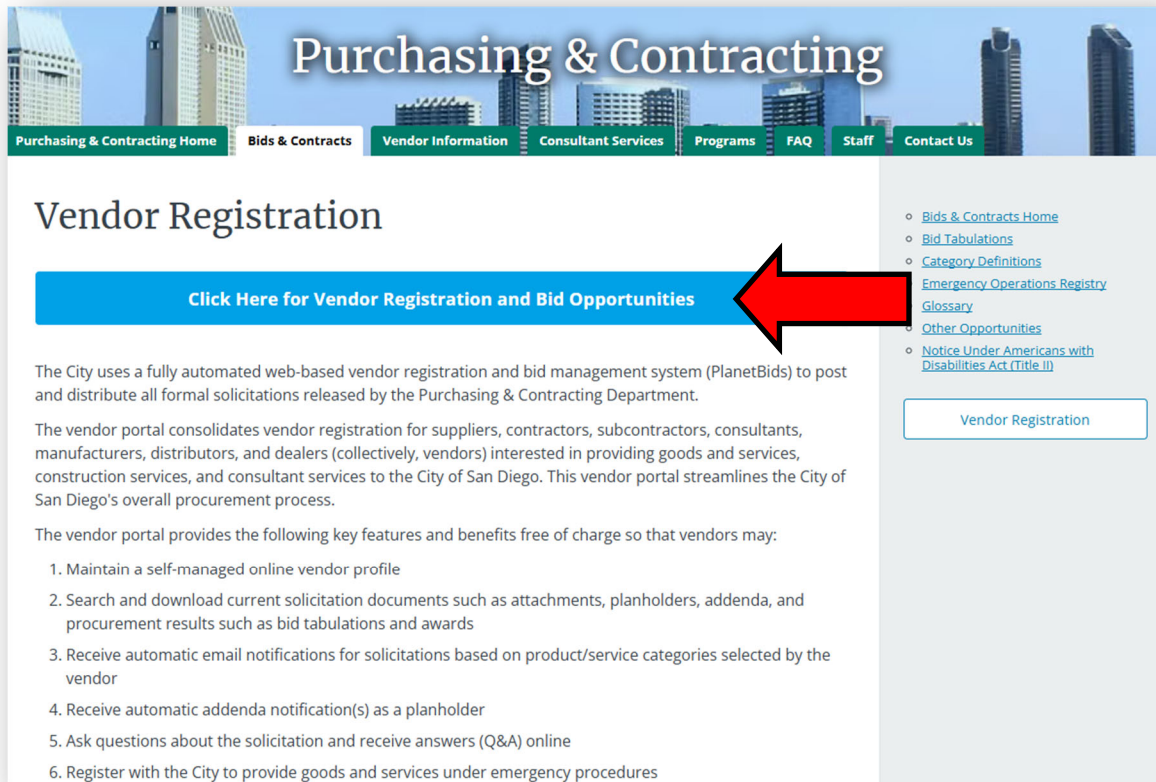 Purchasing & Contracting
Purchasing & Contracting Home
Bids & Contracts
Vendor Information
Consultant Services
Programs
FAQ
Staff
Contact Us
Vendor Registration
Click Here for Vendor Registration and Bid Opportunities
The City uses a fully automated web-based vendor registration and bid management system (PlanetBids) to post
and distribute all formal solicitations released by the Purchasing & Contracting Department.
The vendor portal consolidates vendor registration for suppliers, contractors, subcontractors, consultants,
manufacturers, distributors, and dealers (collectively, vendors) interested in providing goods and services,
construction services, and consultant services to the City of San Diego. This vendor portal streamlines the City of
San Diego's overall procurement process.
The vendor portal provides the following key features and benefits free of charge so that vendors may:
1. Maintain a self-managed online vendor profile
2. Search and download current solicitation documents such as attachments, planholders, addenda, and
procurement results such as bid tabulations and awards
3. Receive automatic email notifications for solicitations based on product/service categories selected by the
vendor
4. Receive automatic addenda notification(s) as a planholder
5. Ask questions about the solicitation and receive answers (Q&A) online
6. Register with the City to provide goods and services under emergency procedures
Bids & Contracts Home
Bid Tabulations
Category Definitions
Emergency Operations Registry
Glossary
Other Opportunities
Notice Under Americans with
Disabilities Act (Title II)
Vendor Registration